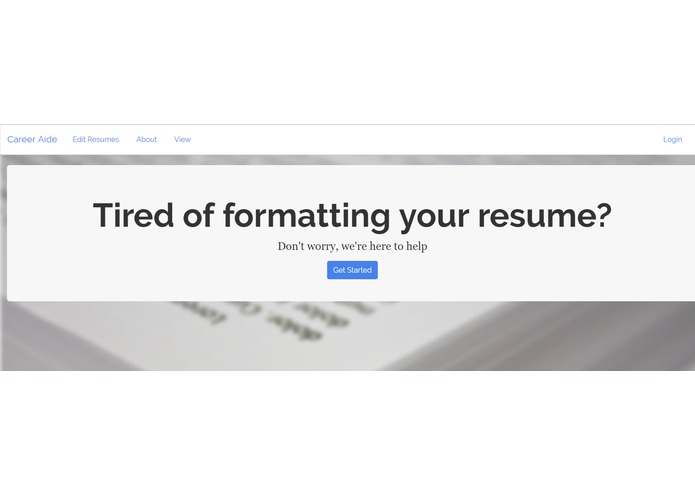 Career Aide Edit Resumes About View Login
Tired of formatting your resume?
Don't worry, we're here to help
Get Started